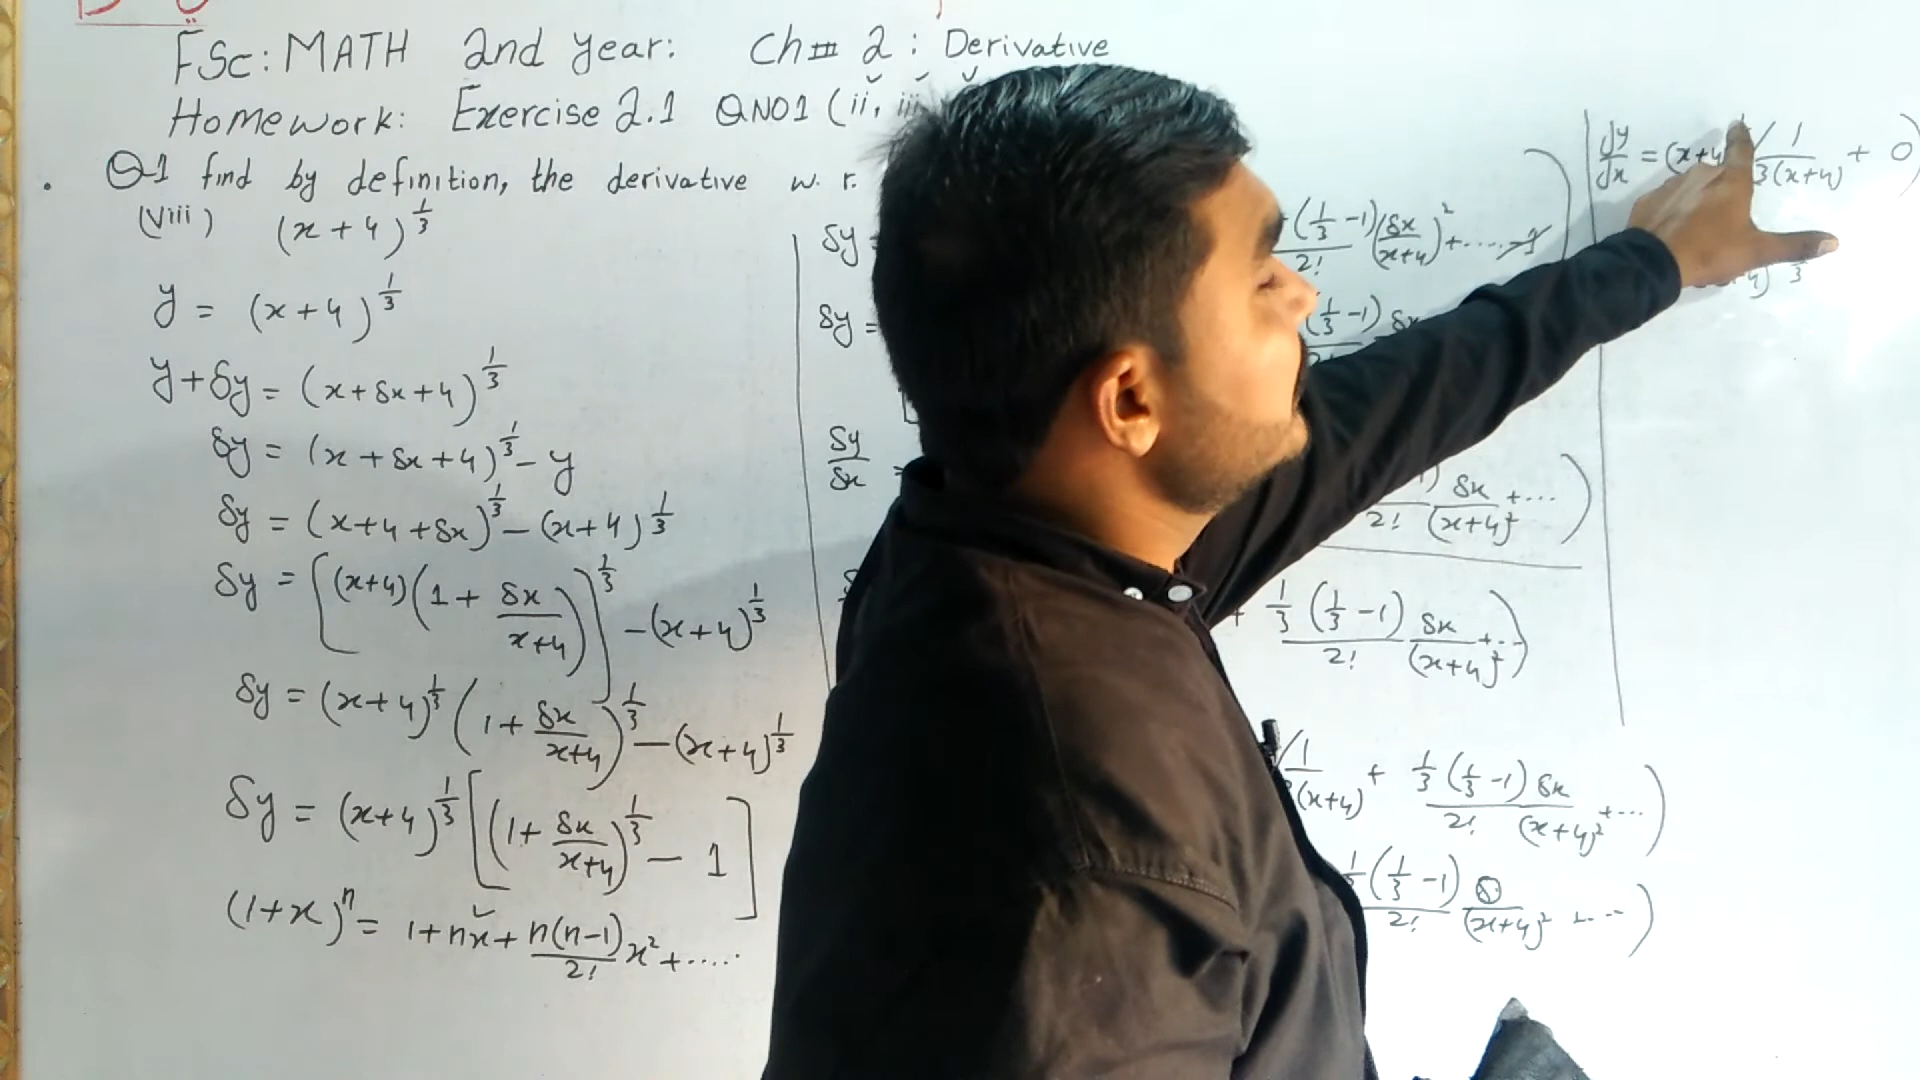 FSc: MATH 2nd year: Ch # 2 : Derivative
Homework: Exercise 2.1 QNO1 (ii, iii
Q-1 find by definition, the derivative w. r.
(viii) (x + 4)^{1/3}
y = (x+4)^{1/3}
y+δy = (x+δx+4)^{1/3}
δy = (x+δx+4)^{1/3} - y
δy = (x+4+δx)^{1/3} - (x+4)^{1/3}
δy = [(x+4)(1 + δx/(x+4))]^{1/3} - (x+4)^{1/3}
δy = (x+4)^{1/3} (1 + δx/(x+4))^{1/3} - (x+4)^{1/3}
δy = (x+4)^{1/3} [(1 + δx/(x+4))^{1/3} - 1]
(1+x)^n = 1 + nx + n(n-1)/2! x^2 + .....
δy = (1/3 -1)/2! (δx/(x+4))^2 + ..... -1)
δy = (1/3 -1) δx
δy/δx = 2! δx/(x+4)^2 + ... )
+ 1/3 (1/3 -1)/2! δx/(x+4)^2 + ...)
1/(x+4) + 1/3 (1/3 -1)/2! δx/(x+4)^2 + ... )
1/3 (1/3 -1)/2! 0/(x+4)^2 + ... )
dy/dx = (x+4) 1/3(x+4) + 0)